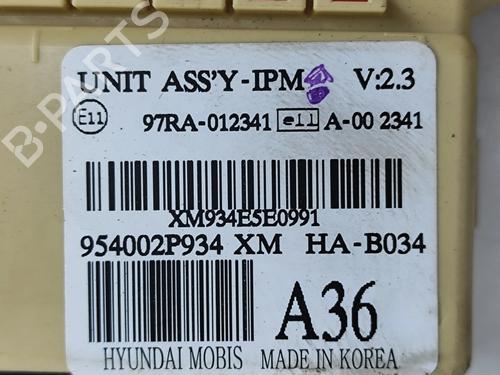 UNIT ASS'Y-IPM V:2.3
E11 97RA-012341 e11 A-00 2341
XM934E5E0991
954002P934 XM HA-B034
A36
HYUNDAI MOBIS MADE IN KOREA
B-PARTS